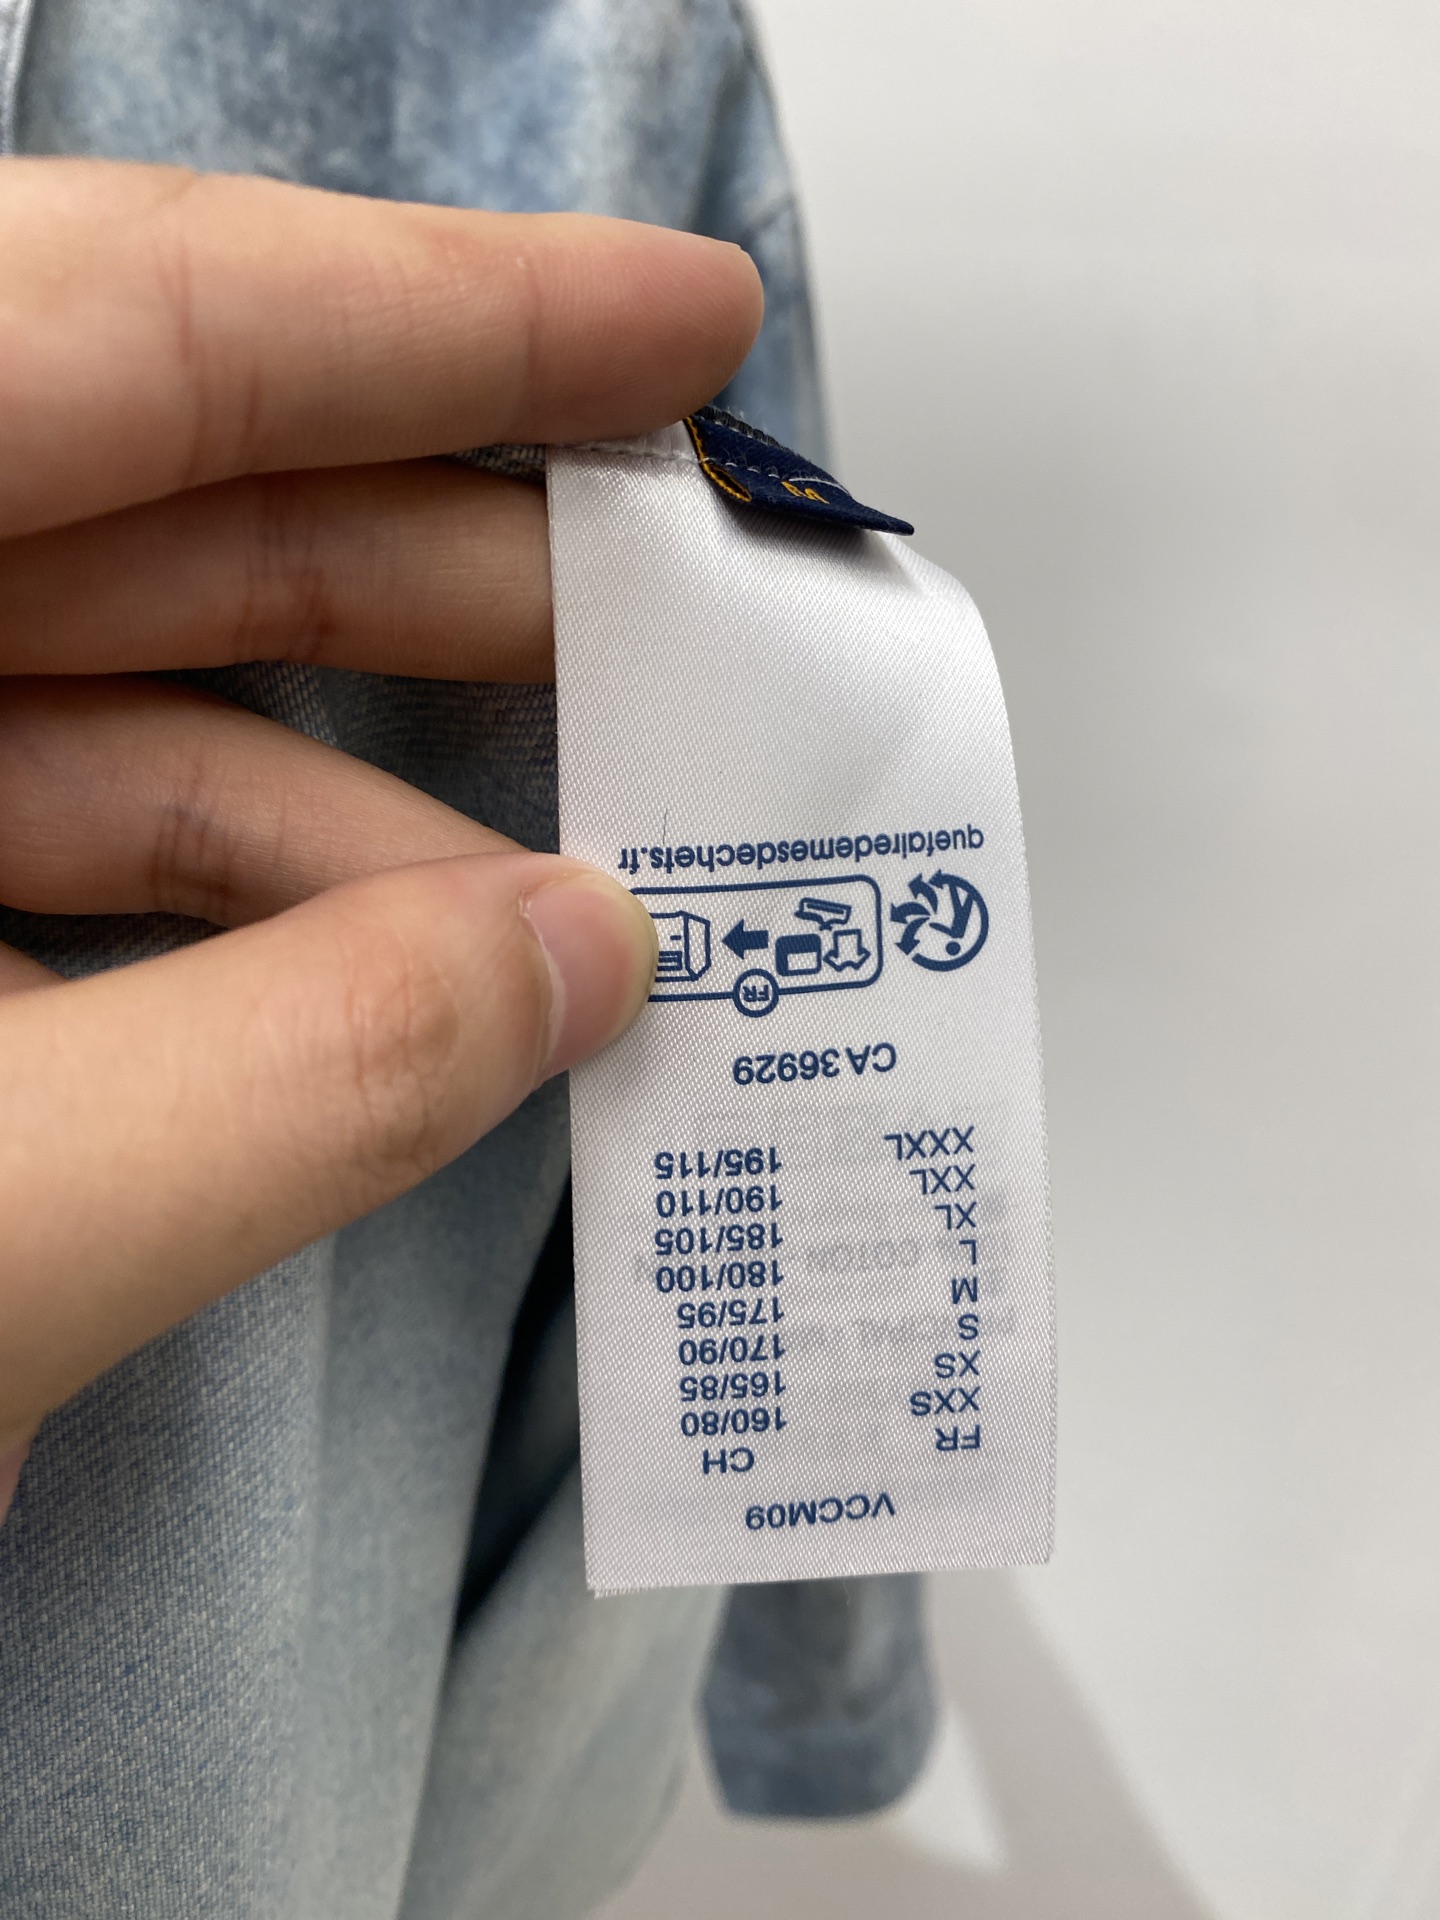 VCCM09
FR CH
XXS 160/80
XS 165/85
S 170/90
M 175/95
L 180/100
XL 185/105
XXL 190/110
XXXL 195/115
CA 36929
FR
quefairedemesdechets.fr